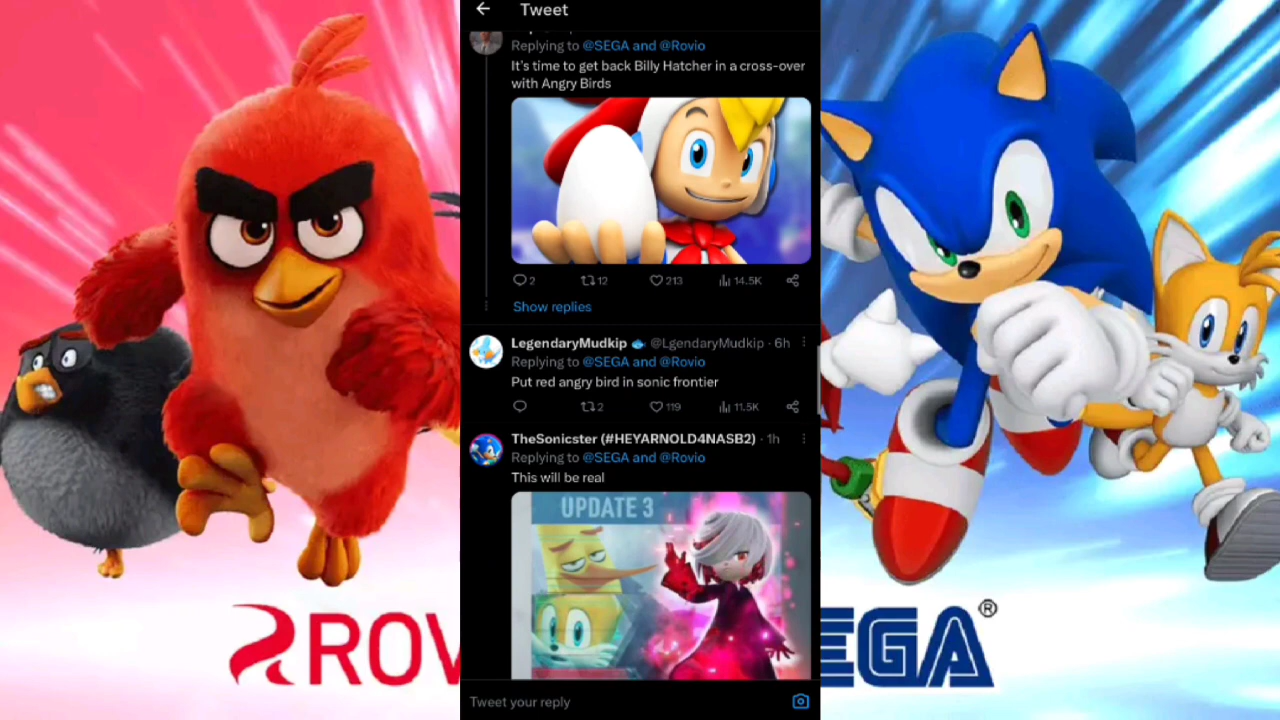 Tweet
Replying to @SEGA and @Rovio
It's time to get back Billy Hatcher in a cross-over
with Angry Birds
2 12 213 14.5K
Show replies
LegendaryMudkip @LgendaryMudkip · 6h
Replying to @SEGA and @Rovio
Put red angry bird in sonic frontier
2 119 11.5K
TheSonicster (#HEYARNOLD4NASB2) · 1h
Replying to @SEGA and @Rovio
This will be real
UPDATE 3
Tweet your reply
ROV
EGA®